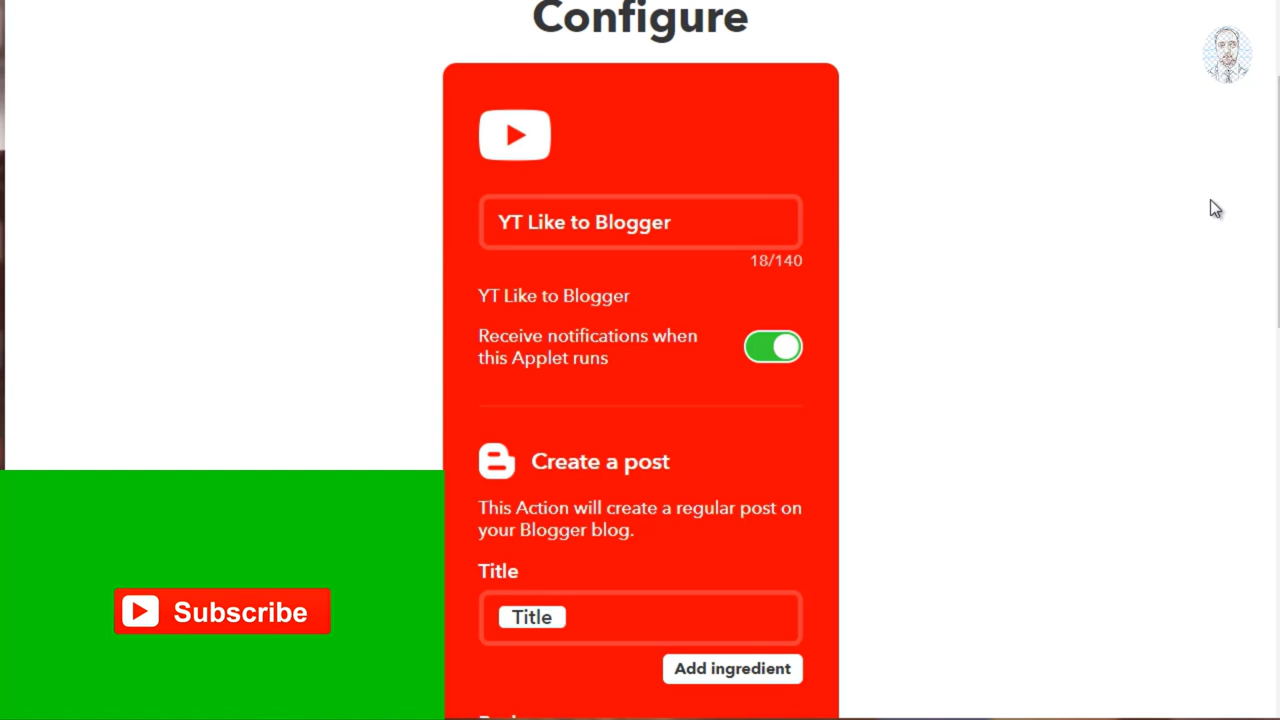 Configure
YT Like to Blogger
18/140
YT Like to Blogger
Receive notifications when
this Applet runs
Create a post
This Action will create a regular post on
your Blogger blog.
Title
Title
Add ingredient
Subscribe